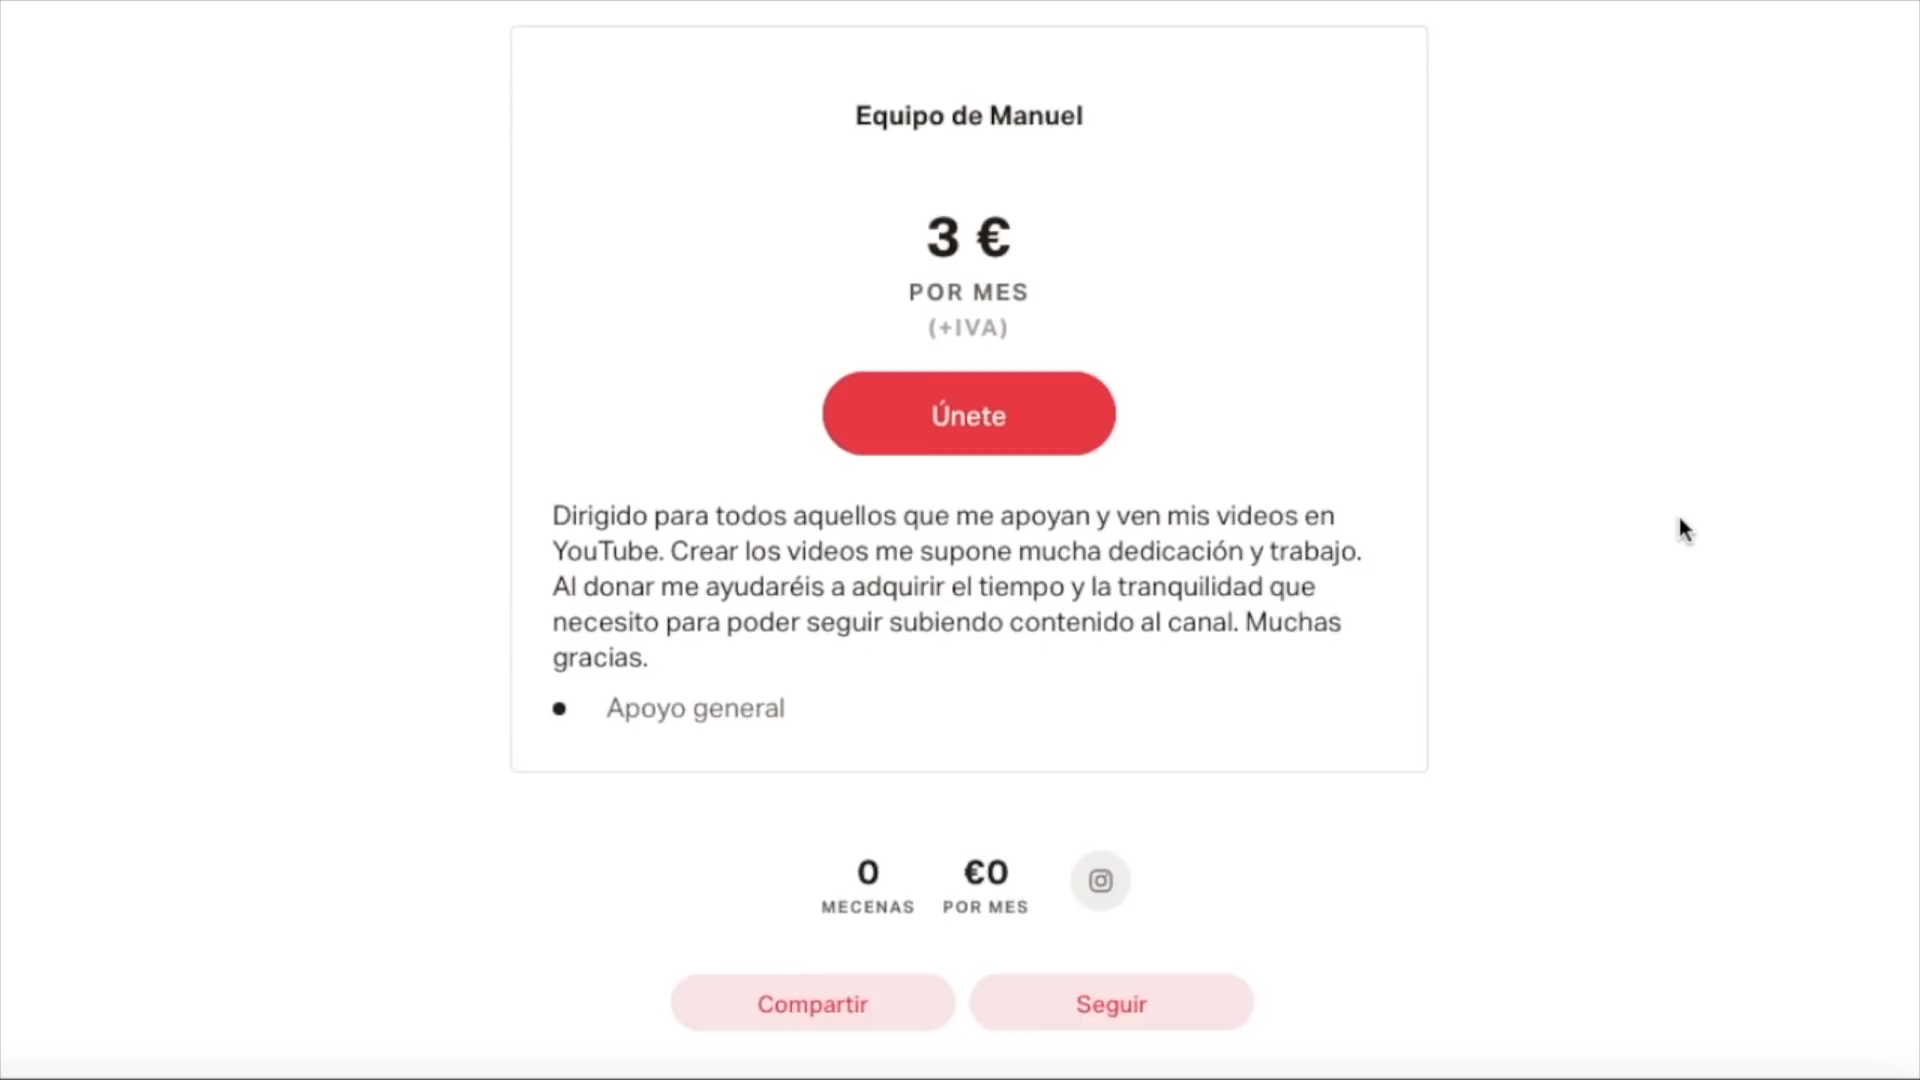 Equipo de Manuel
3 €
POR MES
(+IVA)
Únete
Dirigido para todos aquellos que me apoyan y ven mis videos en
YouTube. Crear los videos me supone mucha dedicación y trabajo.
Al donar me ayudaréis a adquirir el tiempo y la tranquilidad que
necesito para poder seguir subiendo contenido al canal. Muchas
gracias.
Apoyo general
0 €0
MECENAS POR MES
Compartir Seguir